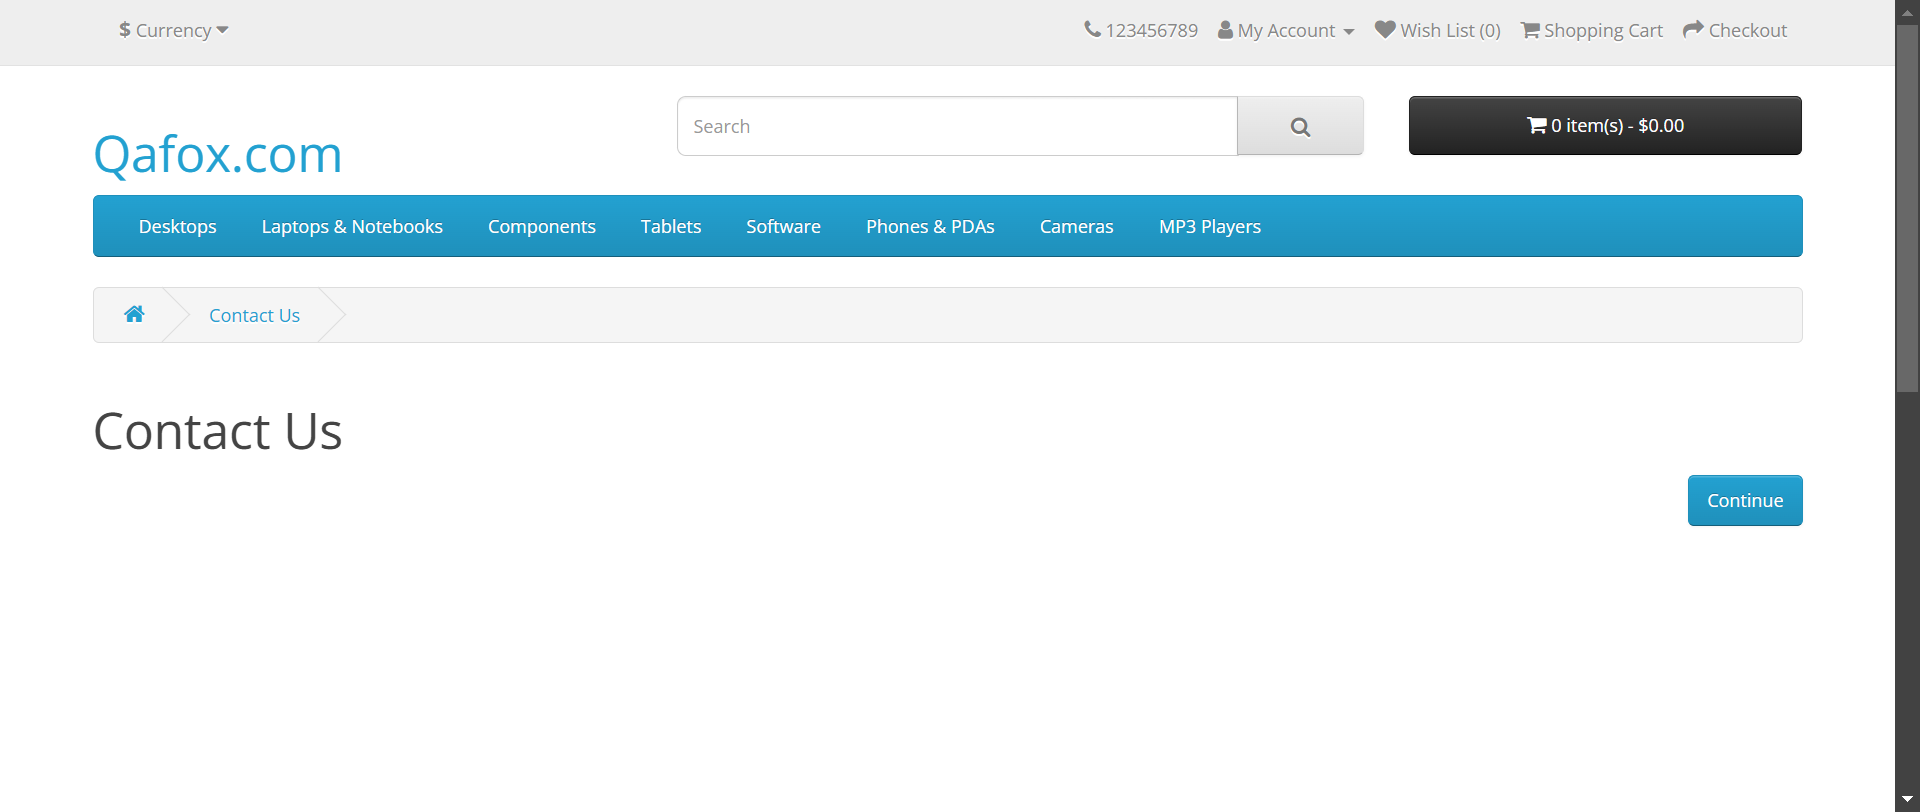 $ Currency
123456789 My Account Wish List (0) Shopping Cart Checkout
Search
0 item(s) - $0.00
Qafox.com
Desktops Laptops & Notebooks Components Tablets Software Phones & PDAs Cameras MP3 Players
Contact Us
Contact Us
Continue